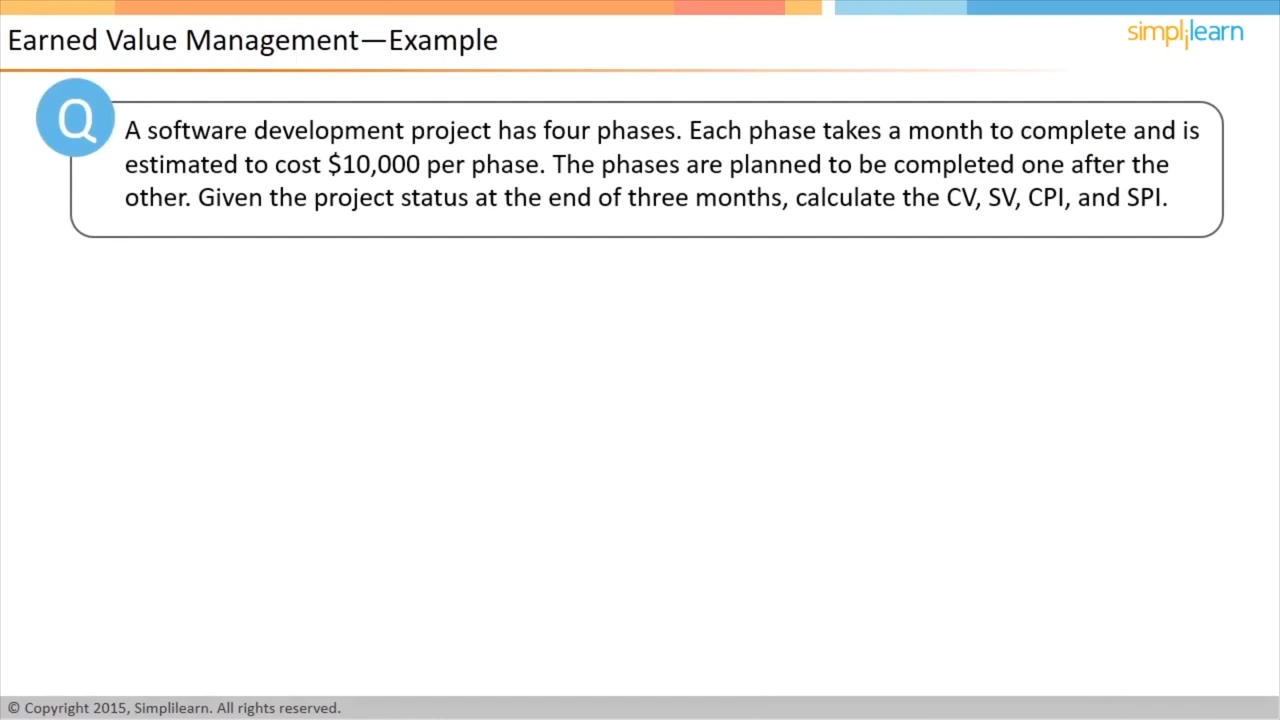 Earned Value Management—Example
simplilearn
Q
A software development project has four phases. Each phase takes a month to complete and is
estimated to cost $10,000 per phase. The phases are planned to be completed one after the
other. Given the project status at the end of three months, calculate the CV, SV, CPI, and SPI.
© Copyright 2015, Simplilearn. All rights reserved.